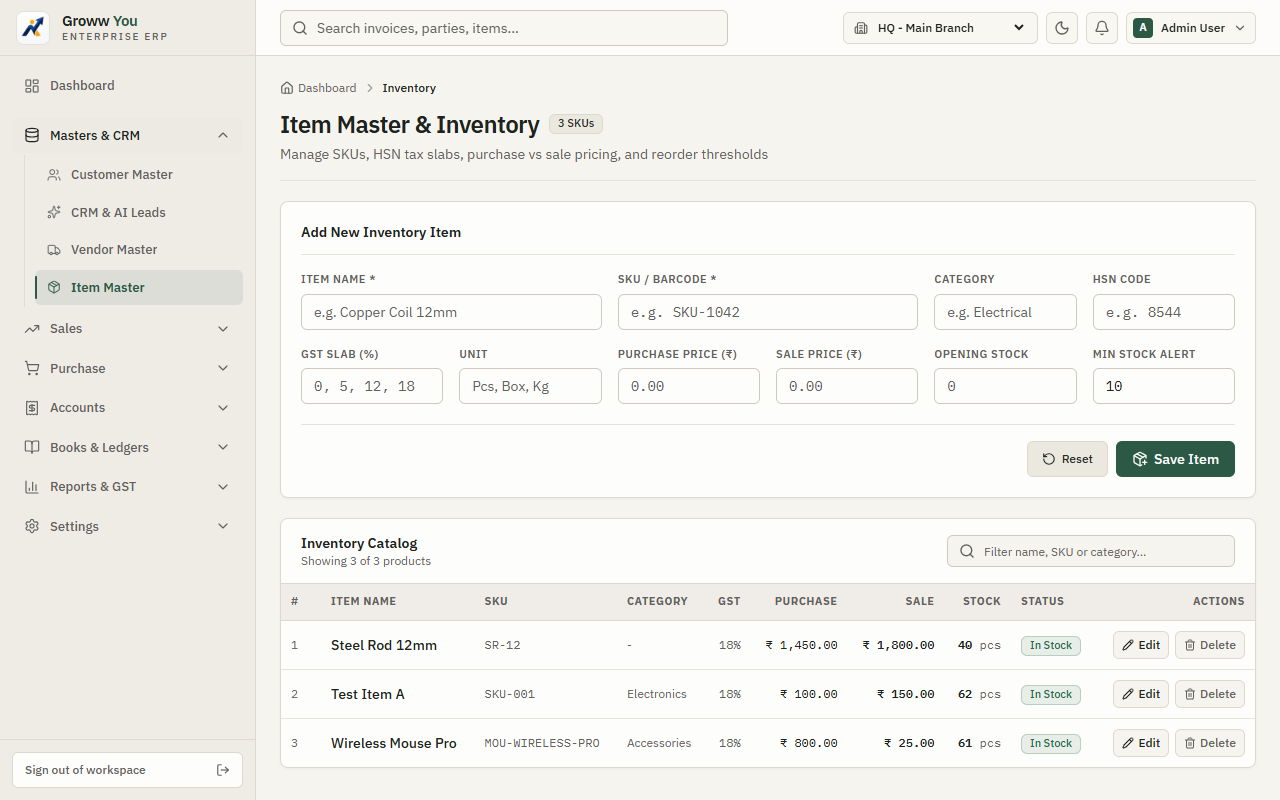 Groww You
ENTERPRISE ERP
Search invoices, parties, items...
HQ - Main Branch
A Admin User
Dashboard
Masters & CRM
Customer Master
CRM & AI Leads
Vendor Master
Item Master
Sales
Purchase
Accounts
Books & Ledgers
Reports & GST
Settings
Sign out of workspace
Dashboard > Inventory
Item Master & Inventory 3 SKUs
Manage SKUs, HSN tax slabs, purchase vs sale pricing, and reorder thresholds
Add New Inventory Item
ITEM NAME * SKU / BARCODE * CATEGORY HSN CODE
e.g. Copper Coil 12mm e.g. SKU-1042 e.g. Electrical e.g. 8544
GST SLAB (%) UNIT PURCHASE PRICE (₹) SALE PRICE (₹) OPENING STOCK MIN STOCK ALERT
0, 5, 12, 18 Pcs, Box, Kg 0.00 0.00 0 10
Reset Save Item
Inventory Catalog
Showing 3 of 3 products
Filter name, SKU or category...
# ITEM NAME SKU CATEGORY GST PURCHASE SALE STOCK STATUS ACTIONS
1 Steel Rod 12mm SR-12 - 18% ₹ 1,450.00 ₹ 1,800.00 40 pcs In Stock Edit Delete
2 Test Item A SKU-001 Electronics 18% ₹ 100.00 ₹ 150.00 62 pcs In Stock Edit Delete
3 Wireless Mouse Pro MOU-WIRELESS-PRO Accessories 18% ₹ 800.00 ₹ 25.00 61 pcs In Stock Edit Delete